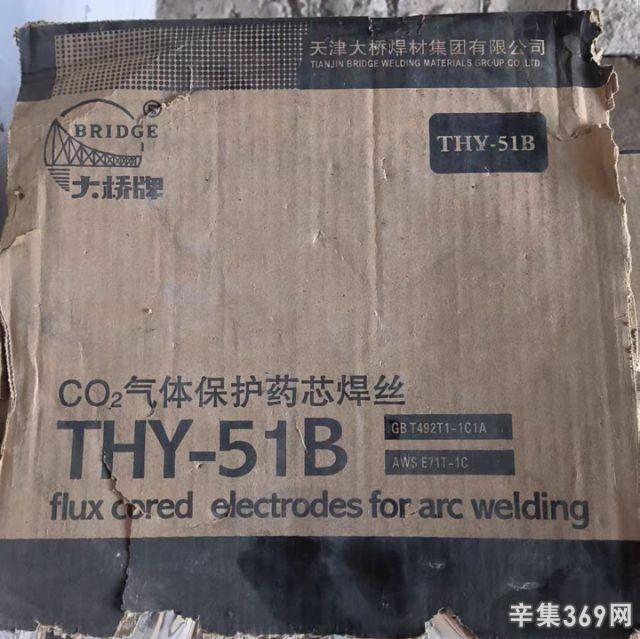 天津大桥焊材集团有限公司
TIANJIN BRIDGE WELDING MATERIALS GROUP CO.,LTD
BRIDGE
大桥牌
THY-51B
CO₂气体保护药芯焊丝
THY-51B
GB T492T1-1C1A
AWS E71T-1C
flux cored electrodes for arc welding
辛集369网